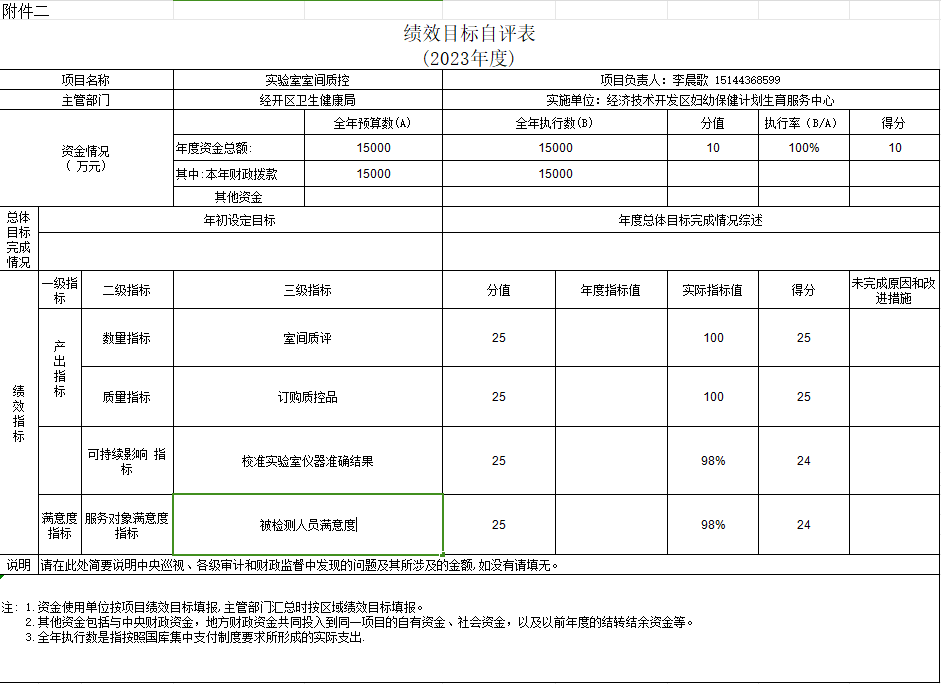 附件二
绩效目标自评表
(2023年度)
项目名称 实验室室间质控 项目负责人：李晨歌 15144368599
主管部门 经开区卫生健康局 实施单位：经济技术开发区妇幼保健计划生育服务中心
资金情况
（ 万元）
全年预算数(A) 全年执行数(B) 分值 执行率（B/A） 得分
年度资金总额: 15000 15000 10 100% 10
其中:本年财政拨款 15000 15000
其他资金
总体
目标
完成
情况
年初设定目标 年度总体目标完成情况综述
绩
效
指
标
一级指
标
二级指标 三级指标 分值 年度指标值 实际指标值 得分
未完成原因和改
进措施
产
出
指
标
数量指标 室间质评 25 100 25
质量指标 订购质控品 25 100 25
可持续影响 指
标
校准实验室仪器准确结果 25 98% 24
满意度
指标
服务对象满意度
指标
被检测人员满意度 25 98% 24
说明 请在此处简要说明中央巡视、各级审计和财政监督中发现的问题及其所涉及的金额,如没有请填无。
注: 1.资金使用单位按项目绩效目标填报,主管部门汇总时按区域绩效目标填报。
2.其他资金包括与中央财政资金，地方财政资金共同投入到同一项目的自有资金、社会资金，以及以前年度的结转结余资金等。
3.全年执行数是指按照国库集中支付制度要求所形成的实际支出.